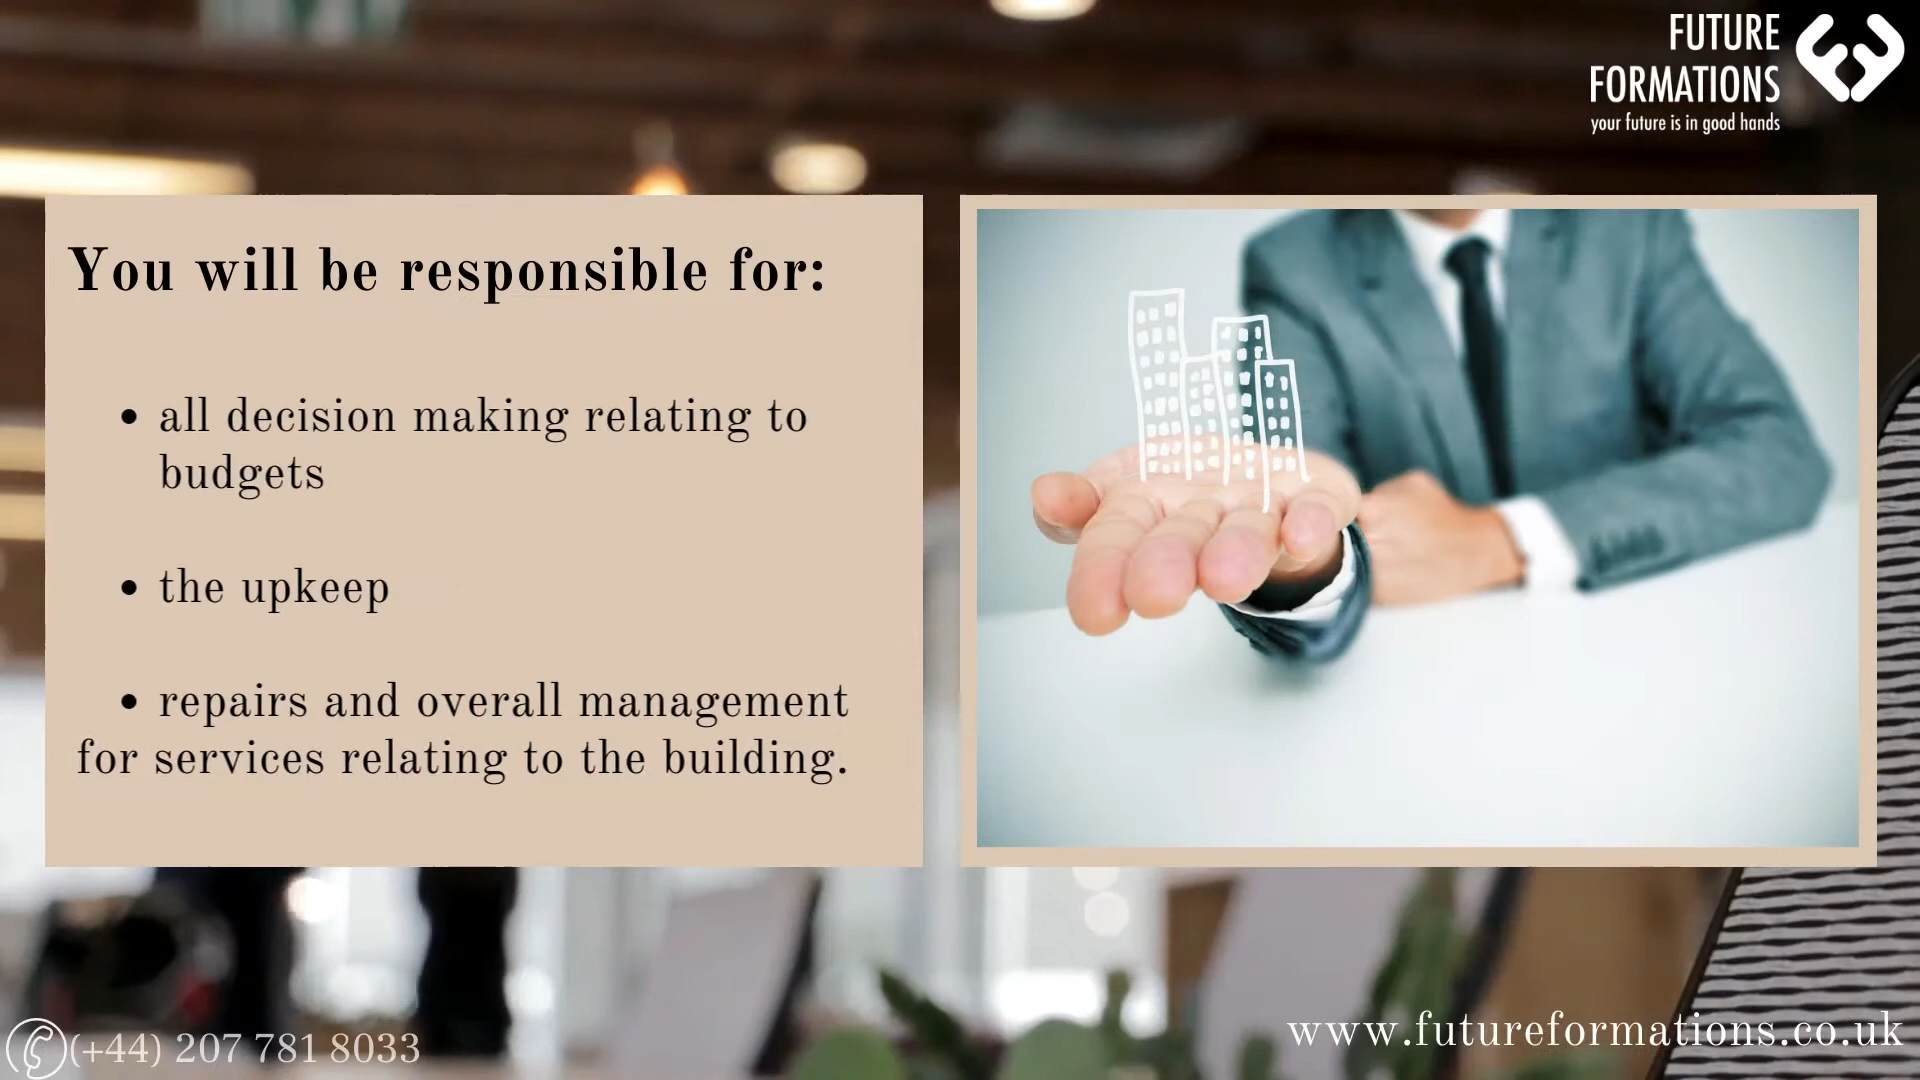 FUTURE
FORMATIONS
your future is in good hands
You will be responsible for:
• all decision making relating to
budgets
• the upkeep
• repairs and overall management
for services relating to the building.
(+44) 207 781 8033
www.futureformations.co.uk